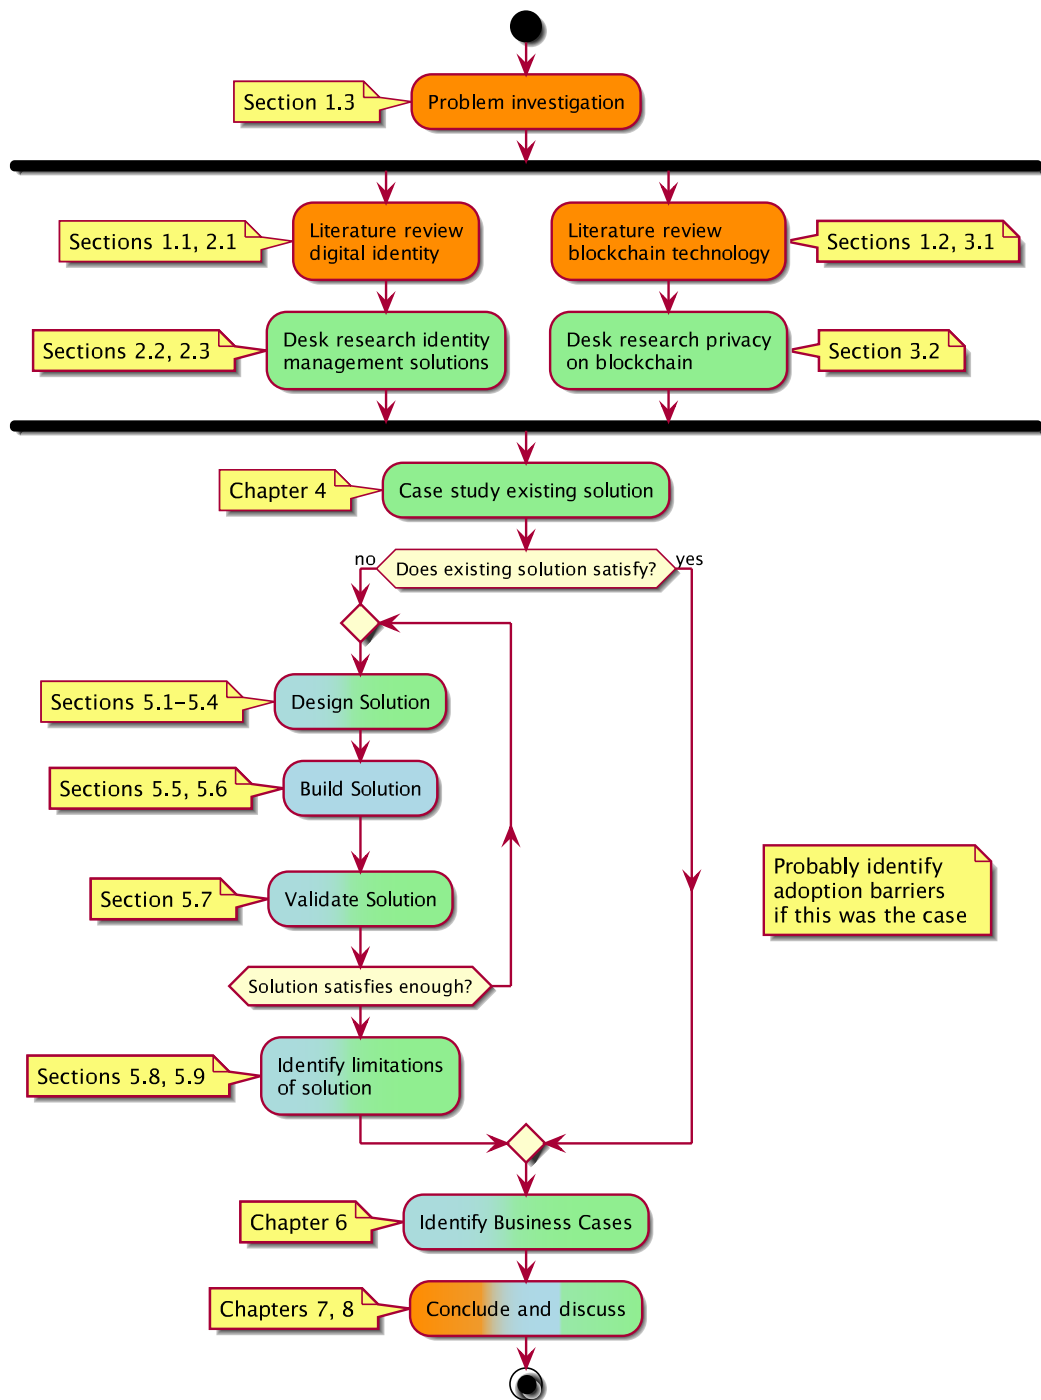 Section 1.3
Problem investigation
Sections 1.1, 2.1
Literature review
digital identity
Literature review
blockchain technology
Sections 1.2, 3.1
Sections 2.2, 2.3
Desk research identity
management solutions
Desk research privacy
on blockchain
Section 3.2
Chapter 4
Case study existing solution
no
Does existing solution satisfy?
yes
Sections 5.1–5.4
Design Solution
Sections 5.5, 5.6
Build Solution
Probably identify
adoption barriers
if this was the case
Section 5.7
Validate Solution
Solution satisfies enough?
Sections 5.8, 5.9
Identify limitations
of solution
Chapter 6
Identify Business Cases
Chapters 7, 8
Conclude and discuss